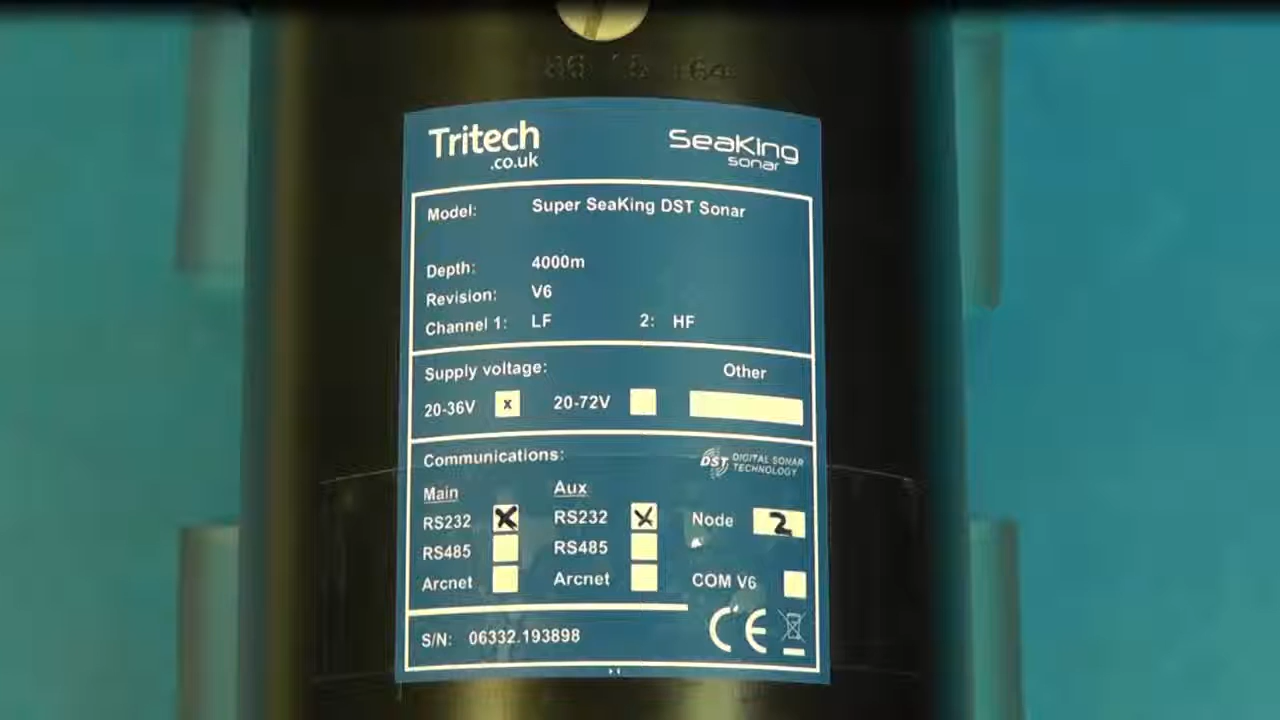 Tritech
.co.uk
SeaKing
sonar
Model: Super SeaKing DST Sonar
Depth: 4000m
Revision: V6
Channel 1: LF 2: HF
Supply voltage: Other
20-36V x 20-72V
Communications:
DST DIGITAL SONAR
TECHNOLOGY
Main Aux
RS232 X RS232 X Node 2
RS485 RS485
Arcnet Arcnet COM V6
S/N: 06332.193898 CE